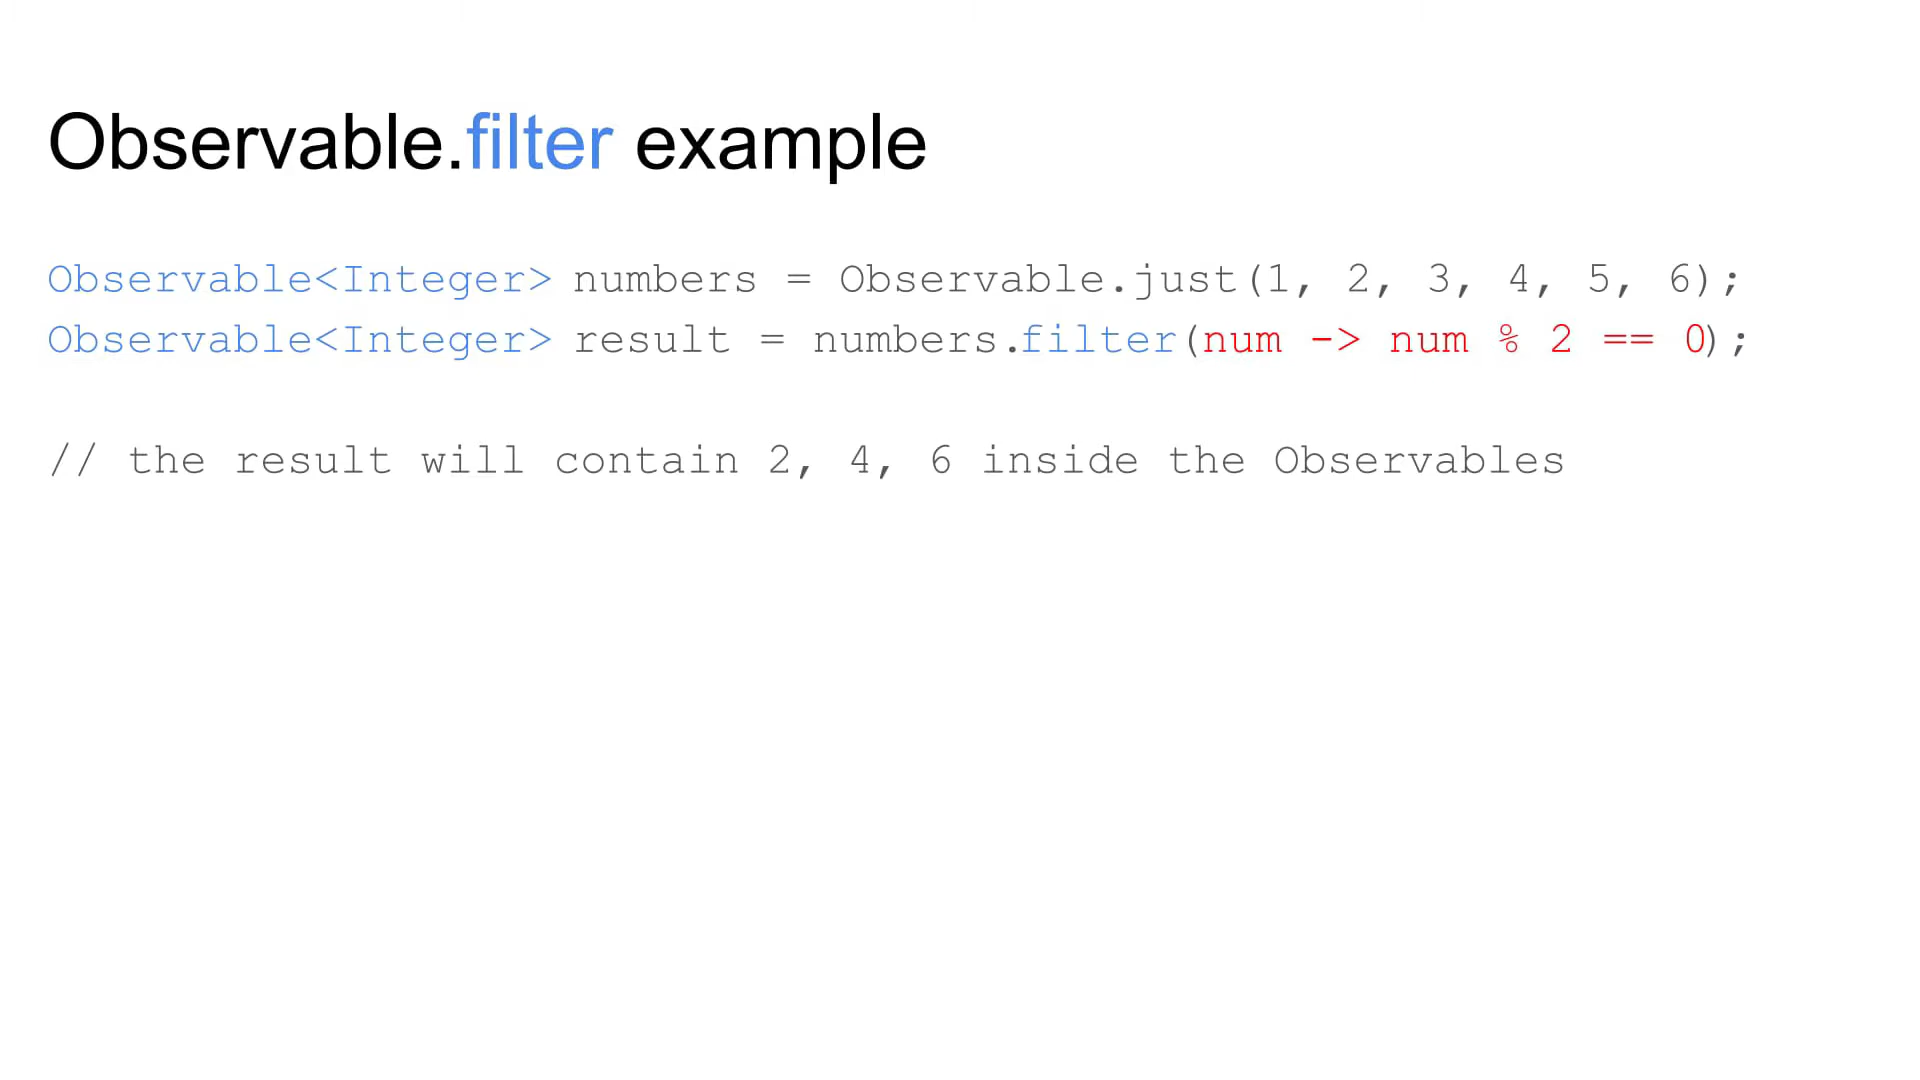 Observable.filter example
Observable<Integer> numbers = Observable.just(1, 2, 3, 4, 5, 6);
Observable<Integer> result = numbers.filter(num -> num % 2 == 0);
// the result will contain 2, 4, 6 inside the Observables